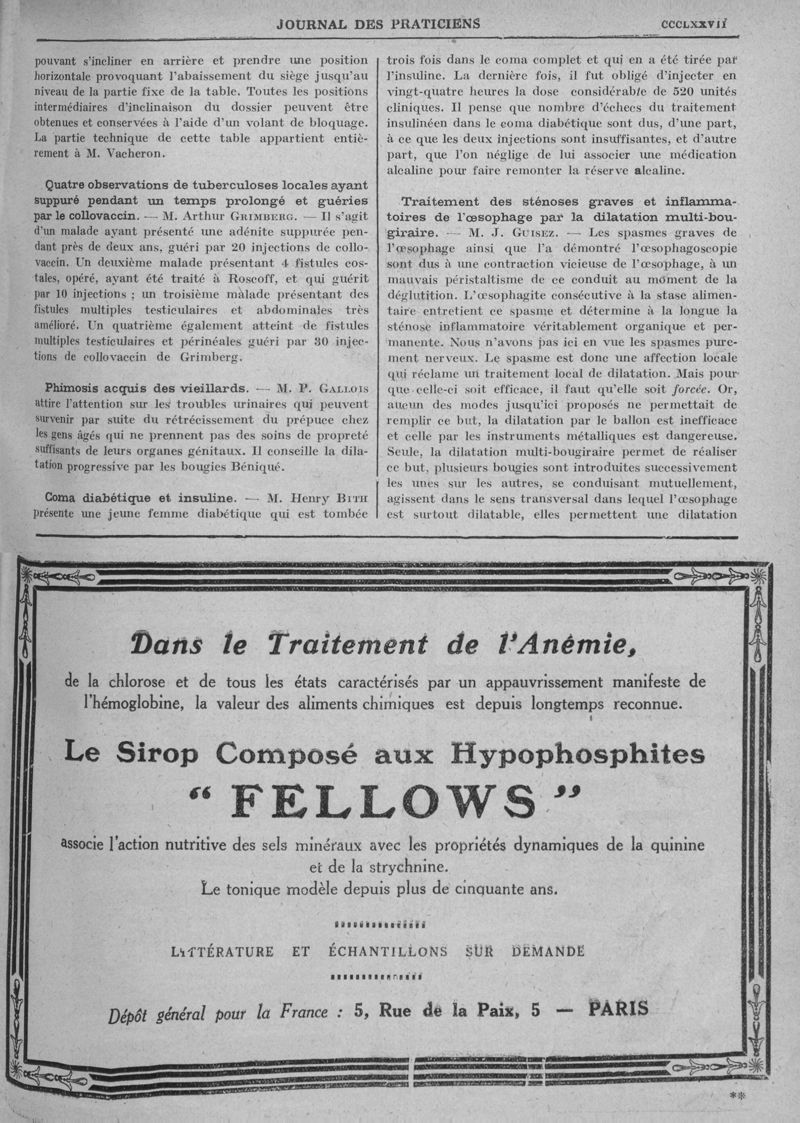 JOURNAL DES PRATICIENS
CCCLXXVII
pouvant s'incliner en arrière et prendre une position
horizontale provoquant l'abaissement du siège jusqu'au
niveau de la partie fixe de la table. Toutes les positions
intermédiaires d'inclinaison du dossier peuvent être
obtenues et conservées à l'aide d'un volant de bloquage.
La partie technique de cette table appartient entiè-
rement à M. Vacheron.
Quatre observations de tuberculoses locales ayant
suppuré pendant un temps prolongé et guéries
par le collovaccin. — M. Arthur GRIMBERG. — Il s'agit
d'un malade ayant présenté une adénite suppurée pen-
dant près de deux ans, guéri par 20 injections de collo-
vaccin. Un deuxième malade présentant 4 fistules cos-
tales, opéré, ayant été traité à Roscoff, et qui guérit
par 10 injections ; un troisième malade présentant des
fistules multiples testiculaires et abdominales très
amélioré. Un quatrième également atteint de fistules
multiples testiculaires et périnéales guéri par 30 injec-
tions de collovaccin de Grimberg.
Phimosis acquis des vieillards. — M. P. GALLOIS
attire l'attention sur les troubles urinaires qui peuvent
survenir par suite du rétrécissement du prépuce chez
les gens âgés qui ne prennent pas des soins de propreté
suffisants de leurs organes génitaux. Il conseille la dila-
tation progressive par les bougies Béniqué.
Coma diabétique et insuline. — M. Henry BITH
présente une jeune femme diabétique qui est tombée
trois fois dans le coma complet et qui en a été tirée par
l'insuline. La dernière fois, il fut obligé d'injecter en
vingt-quatre heures la dose considérable de 520 unités
cliniques. Il pense que nombre d'échecs du traitement
insulinéen dans le coma diabétique sont dus, d'une part,
à ce que les deux injections sont insuffisantes, et d'autre
part, que l'on néglige de lui associer une médication
alcaline pour faire remonter la réserve alcaline.
Traitement des sténoses graves et inflamma-
toires de l'œsophage par la dilatation multi-bou-
giraire. — M. J. GUISEZ. — Les spasmes graves de
l'œsophage ainsi que l'a démontré l'œsophagoscopie
sont dus à une contraction vicieuse de l'œsophage, à un
mauvais péristaltisme de ce conduit au moment de la
déglutition. L'œsophagite consécutive à la stase alimen-
taire entretient ce spasme et détermine à la longue la
sténose inflammatoire véritablement organique et per-
manente. Nous n'avons pas ici en vue les spasmes pure-
ment nerveux. Le spasme est donc une affection locale
qui réclame un traitement local de dilatation. Mais pour
que celle-ci soit efficace, il faut qu'elle soit forcée. Or,
aucun des modes jusqu'ici proposés ne permettait de
remplir ce but, la dilatation par le ballon est inefficace
et celle par les instruments métalliques est dangereuse.
Seule, la dilatation multi-bougiraire permet de réaliser
ce but, plusieurs bougies sont introduites successivement
les unes sur les autres, se conduisant mutuellement,
agissent dans le sens transversal dans lequel l'œsophage
est surtout dilatable, elles permettent une dilatation
Dans le Traitement de l'Anémie,
de la chlorose et de tous les états caractérisés par un appauvrissement manifeste de
l'hémoglobine, la valeur des aliments chimiques est depuis longtemps reconnue.
Le Sirop Composé aux Hypophosphites
“ FELLOWS ”
associe l'action nutritive des sels minéraux avec les propriétés dynamiques de la quinine
et de la strychnine.
Le tonique modèle depuis plus de cinquante ans.
LITTÉRATURE ET ÉCHANTILLONS SUR DEMANDE
Dépôt général pour la France : 5, Rue de la Paix, 5 — PARIS
**